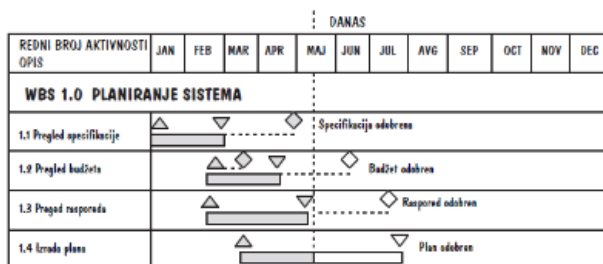 DANAS
REDNI BROJ AKTIVNOSTI JAN FEB MAR APR MAJ JUN JUL AVG SEP OCT NOV DEC
OPIS
WBS 1.0 PLANIRANJE SISTEMA
Specifikacija odobrena
1.1 Pregled specifikacije
1.2 Pregled budžeta Budžet odobren
1.3 Pregad rasporeda Raspored odobren
1.4 Izrada plana Plan odobren